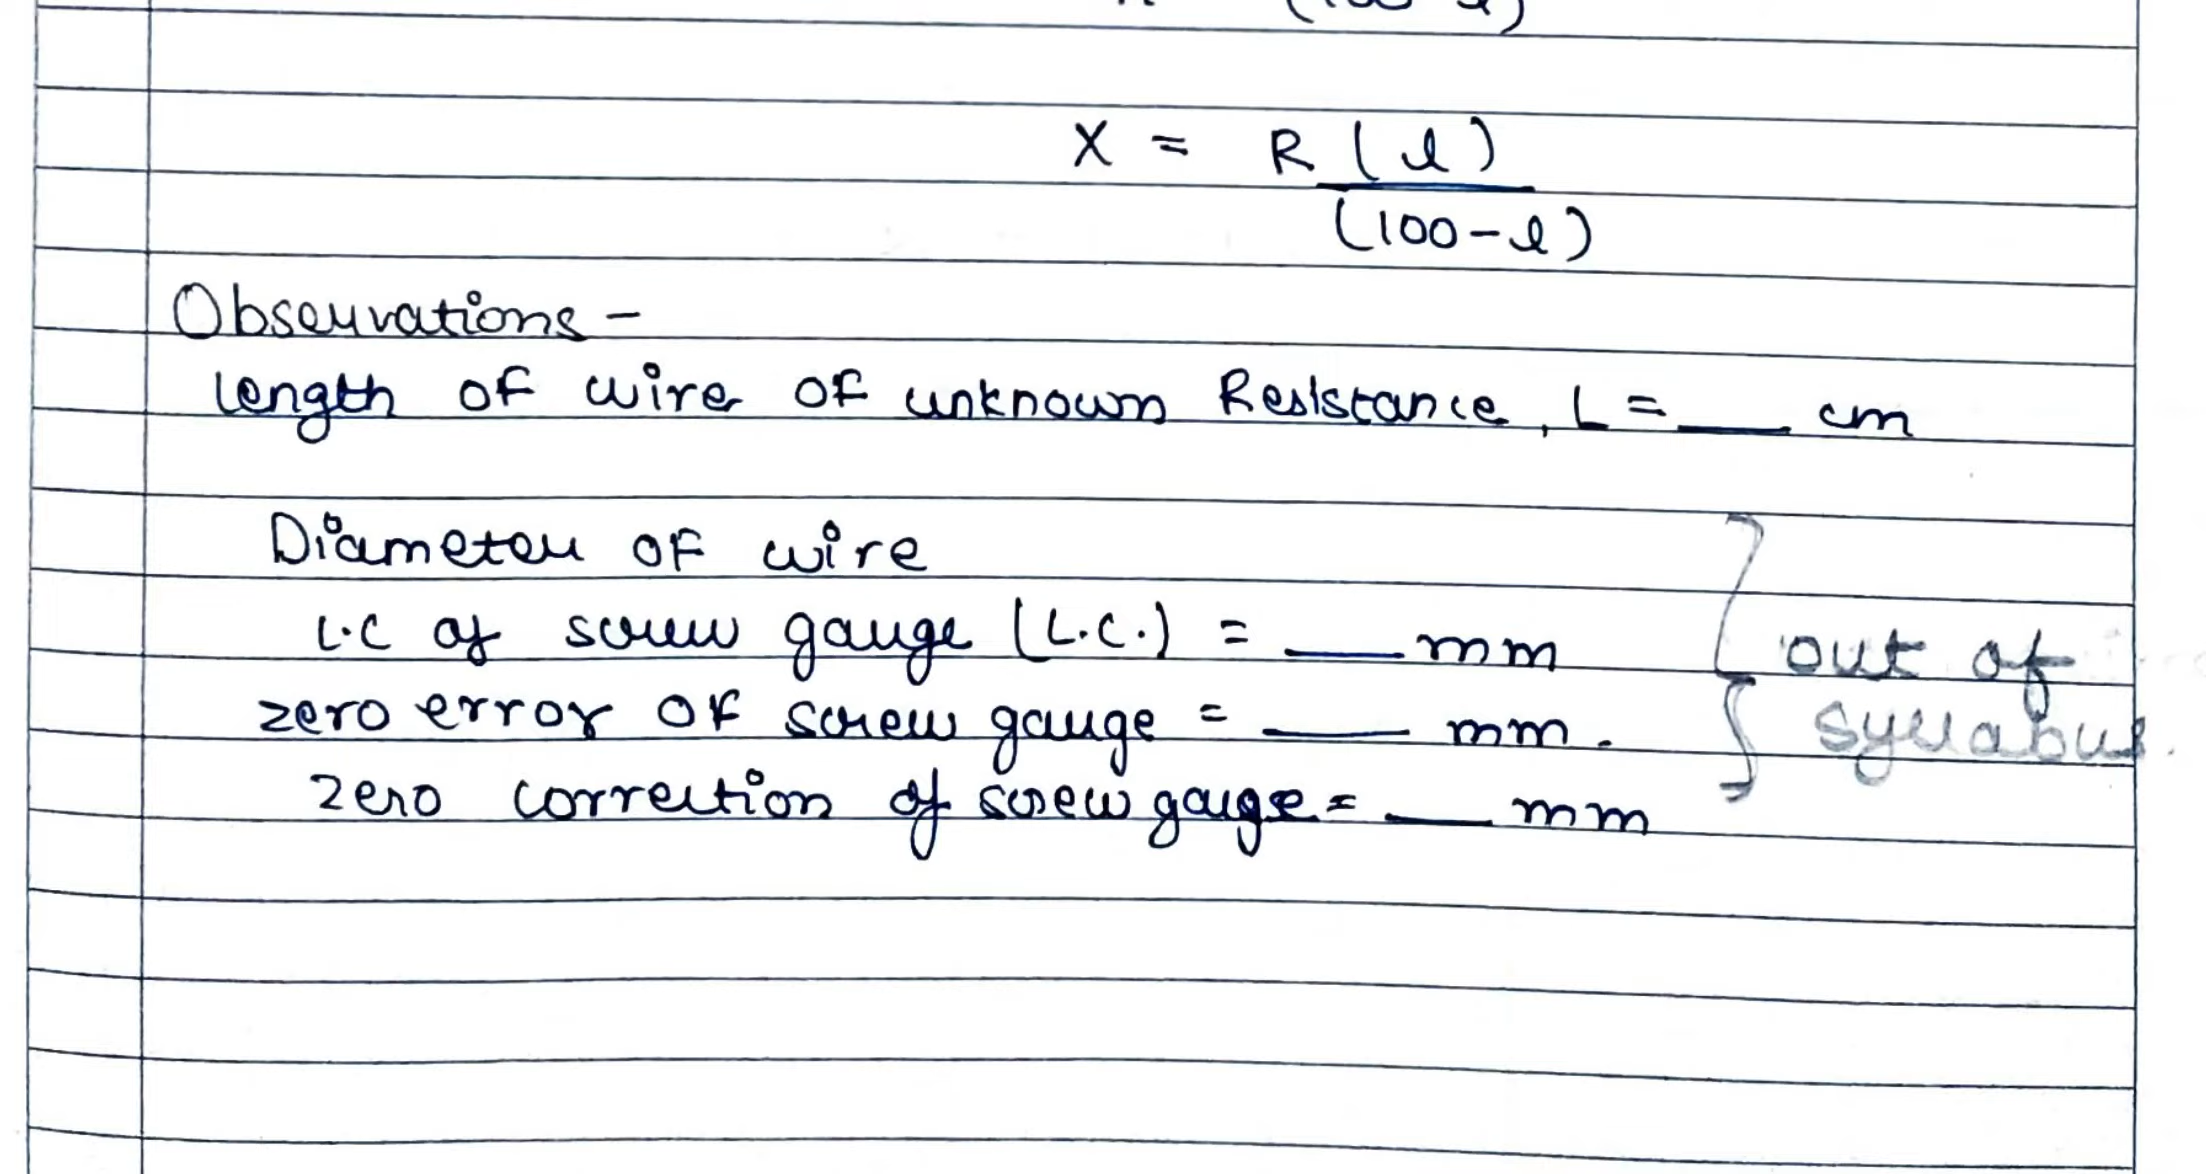 X = R(l)
(100-l)
Observations -
length of wire of unknown Resistance, L = ___ cm
Diameter of wire
L.C of screw gauge (L.C.) = ___ mm
out of
zero error of screw gauge = ___ mm.
syllabus.
zero correction of screw gauge = ___ mm